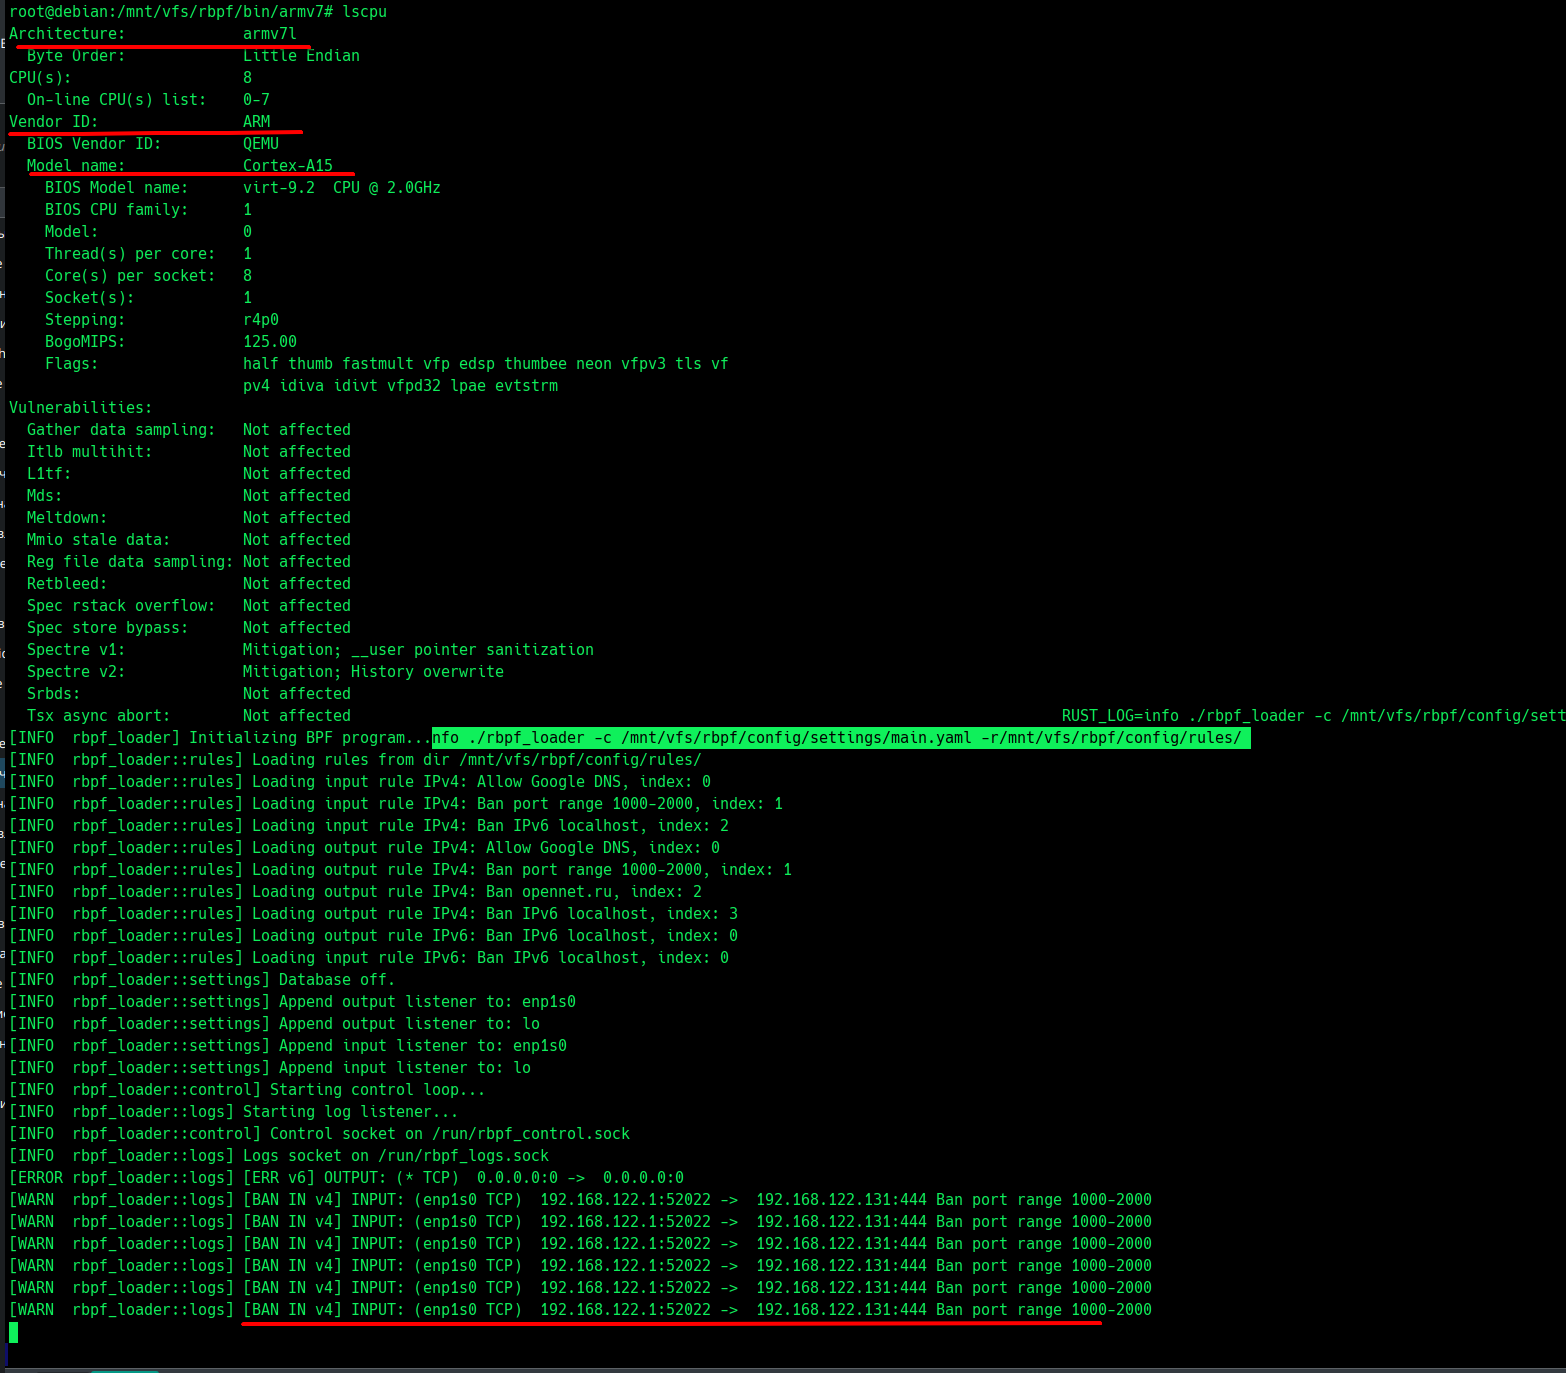 root@debian:/mnt/vfs/rbpf/bin/armv7# lscpu
Architecture:             armv7l
  Byte Order:             Little Endian
CPU(s):                   8
  On-line CPU(s) list:    0-7
Vendor ID:                ARM
  BIOS Vendor ID:         QEMU
  Model name:             Cortex-A15
    BIOS Model name:      virt-9.2  CPU @ 2.0GHz
    BIOS CPU family:      1
    Model:                0
    Thread(s) per core:   1
    Core(s) per socket:   8
    Socket(s):            1
    Stepping:             r4p0
    BogoMIPS:             125.00
    Flags:                half thumb fastmult vfp edsp thumbee neon vfpv3 tls vf
                          pv4 idiva idivt vfpd32 lpae evtstrm
Vulnerabilities:
  Gather data sampling:   Not affected
  Itlb multihit:          Not affected
  L1tf:                   Not affected
  Mds:                    Not affected
  Meltdown:               Not affected
  Mmio stale data:        Not affected
  Reg file data sampling: Not affected
  Retbleed:               Not affected
  Spec rstack overflow:   Not affected
  Spec store bypass:      Not affected
  Spectre v1:             Mitigation; __user pointer sanitization
  Spectre v2:             Mitigation; History overwrite
  Srbds:                  Not affected
  Tsx async abort:        Not affected RUST_LOG=info ./rbpf_loader -c /mnt/vfs/rbpf/config/sett
[INFO  rbpf_loader] Initializing BPF program...nfo ./rbpf_loader -c /mnt/vfs/rbpf/config/settings/main.yaml -r/mnt/vfs/rbpf/config/rules/
[INFO  rbpf_loader::rules] Loading rules from dir /mnt/vfs/rbpf/config/rules/
[INFO  rbpf_loader::rules] Loading input rule IPv4: Allow Google DNS, index: 0
[INFO  rbpf_loader::rules] Loading input rule IPv4: Ban port range 1000-2000, index: 1
[INFO  rbpf_loader::rules] Loading input rule IPv4: Ban IPv6 localhost, index: 2
[INFO  rbpf_loader::rules] Loading output rule IPv4: Allow Google DNS, index: 0
[INFO  rbpf_loader::rules] Loading output rule IPv4: Ban port range 1000-2000, index: 1
[INFO  rbpf_loader::rules] Loading output rule IPv4: Ban opennet.ru, index: 2
[INFO  rbpf_loader::rules] Loading output rule IPv4: Ban IPv6 localhost, index: 3
[INFO  rbpf_loader::rules] Loading output rule IPv6: Ban IPv6 localhost, index: 0
[INFO  rbpf_loader::rules] Loading input rule IPv6: Ban IPv6 localhost, index: 0
[INFO  rbpf_loader::settings] Database off.
[INFO  rbpf_loader::settings] Append output listener to: enp1s0
[INFO  rbpf_loader::settings] Append output listener to: lo
[INFO  rbpf_loader::settings] Append input listener to: enp1s0
[INFO  rbpf_loader::settings] Append input listener to: lo
[INFO  rbpf_loader::control] Starting control loop...
[INFO  rbpf_loader::logs] Starting log listener...
[INFO  rbpf_loader::control] Control socket on /run/rbpf_control.sock
[INFO  rbpf_loader::logs] Logs socket on /run/rbpf_logs.sock
[ERROR rbpf_loader::logs] [ERR v6] OUTPUT: (* TCP)  0.0.0.0:0 ->  0.0.0.0:0
[WARN  rbpf_loader::logs] [BAN IN v4] INPUT: (enp1s0 TCP)  192.168.122.1:52022 ->  192.168.122.131:444 Ban port range 1000-2000
[WARN  rbpf_loader::logs] [BAN IN v4] INPUT: (enp1s0 TCP)  192.168.122.1:52022 ->  192.168.122.131:444 Ban port range 1000-2000
[WARN  rbpf_loader::logs] [BAN IN v4] INPUT: (enp1s0 TCP)  192.168.122.1:52022 ->  192.168.122.131:444 Ban port range 1000-2000
[WARN  rbpf_loader::logs] [BAN IN v4] INPUT: (enp1s0 TCP)  192.168.122.1:52022 ->  192.168.122.131:444 Ban port range 1000-2000
[WARN  rbpf_loader::logs] [BAN IN v4] INPUT: (enp1s0 TCP)  192.168.122.1:52022 ->  192.168.122.131:444 Ban port range 1000-2000
[WARN  rbpf_loader::logs] [BAN IN v4] INPUT: (enp1s0 TCP)  192.168.122.1:52022 ->  192.168.122.131:444 Ban port range 1000-2000